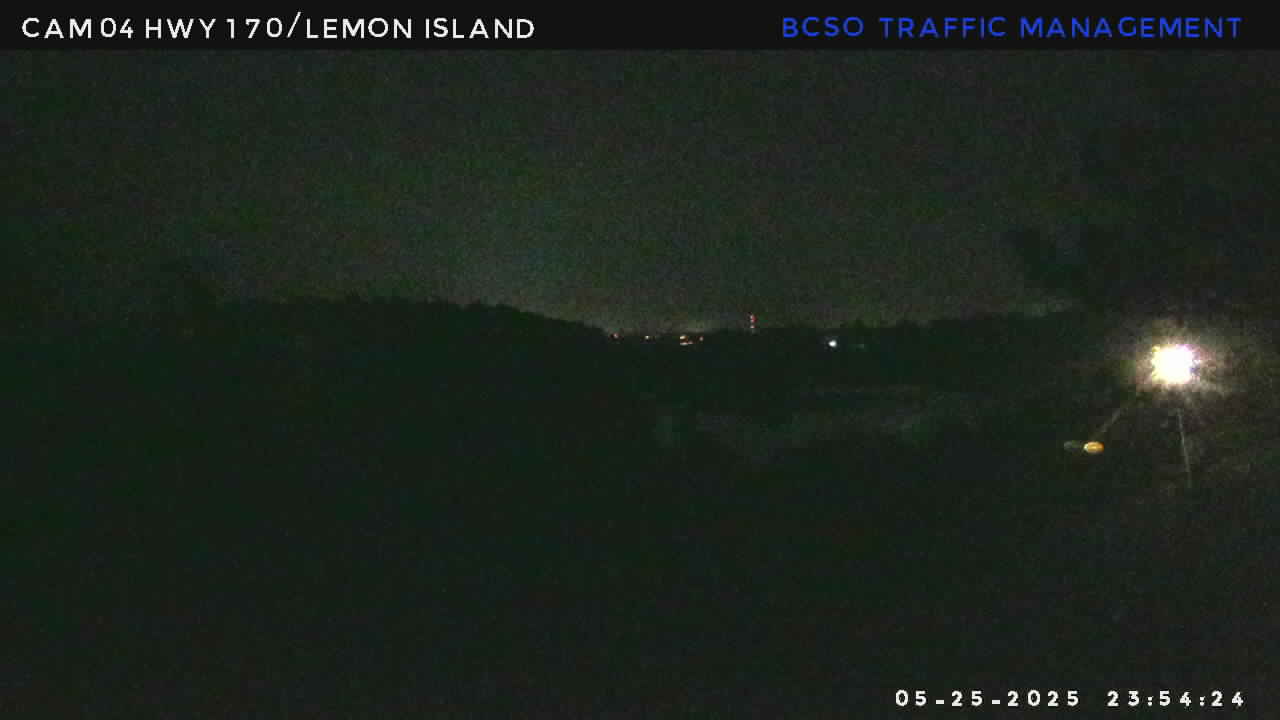 CAM04 HWY 170/LEMON ISLAND
BCSO TRAFFIC MANAGEMENT
05-25-2025 23:54:24